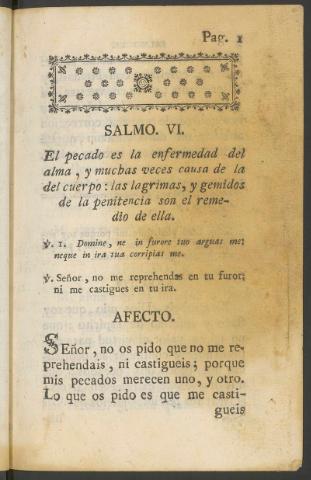 Pag. 1
SALMO. VI.
El pecado es la enfermedad del
alma, y muchas veces causa de la
del cuerpo: las lagrimas, y gemidos
de la penitencia son el reme-
dio de ella.
℣. 1. Domine, ne in furore tuo arguas me;
neque in ira tua corripias me.
℣. Señor, no me reprehendas en tu furor;
ni me castigues en tu ira.
AFECTO.
SEñor, no os pido que no me re-
prehendais, ni castigueis; porque
mis pecados merecen uno, y otro.
Lo que os pido es que me casti-
gueis